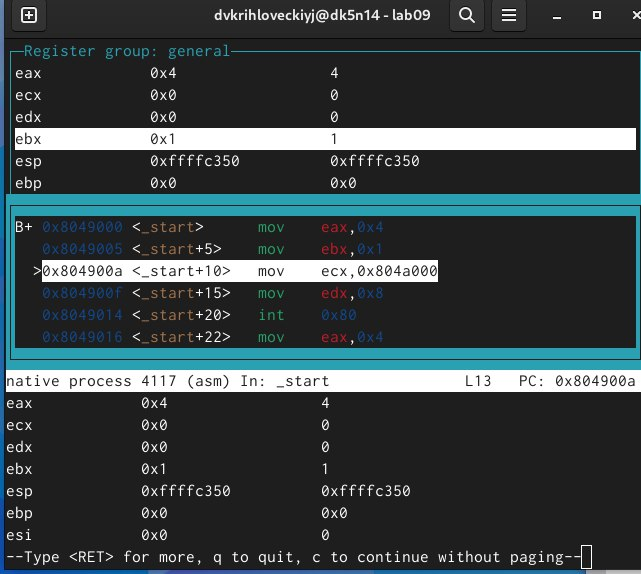 dvkrihloveckiyj@dk5n14 - lab09
Register group: general
eax 0x4 4
ecx 0x0 0
edx 0x0 0
ebx 0x1 1
esp 0xffffc350 0xffffc350
ebp 0x0 0x0
B+ 0x8049000 <_start> mov eax,0x4
0x8049005 <_start+5> mov ebx,0x1
>0x804900a <_start+10> mov ecx,0x804a000
0x804900f <_start+15> mov edx,0x8
0x8049014 <_start+20> int 0x80
0x8049016 <_start+22> mov eax,0x4
native process 4117 (asm) In: _start L13 PC: 0x804900a
eax 0x4 4
ecx 0x0 0
edx 0x0 0
ebx 0x1 1
esp 0xffffc350 0xffffc350
ebp 0x0 0x0
esi 0x0 0
--Type <RET> for more, q to quit, c to continue without paging--